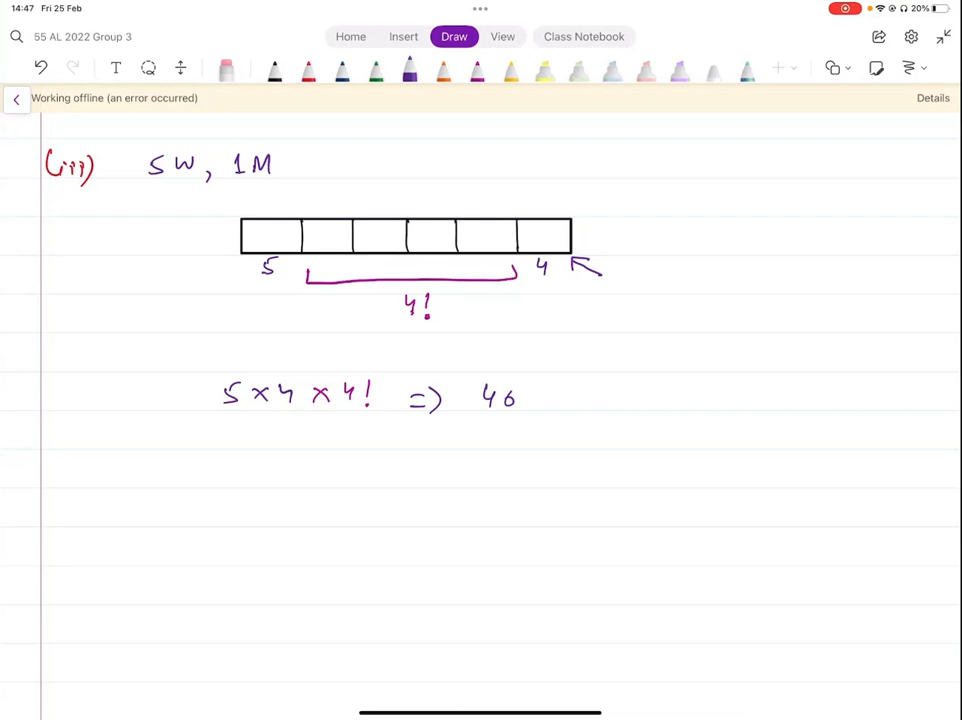 14:47 Fri 25 Feb 20%
55 AL 2022 Group 3
Home Insert Draw View Class Notebook
Working offline (an error occurred) Details
(iii) 5W, 1M
5 4
4!
5 × 4 × 4! => 46